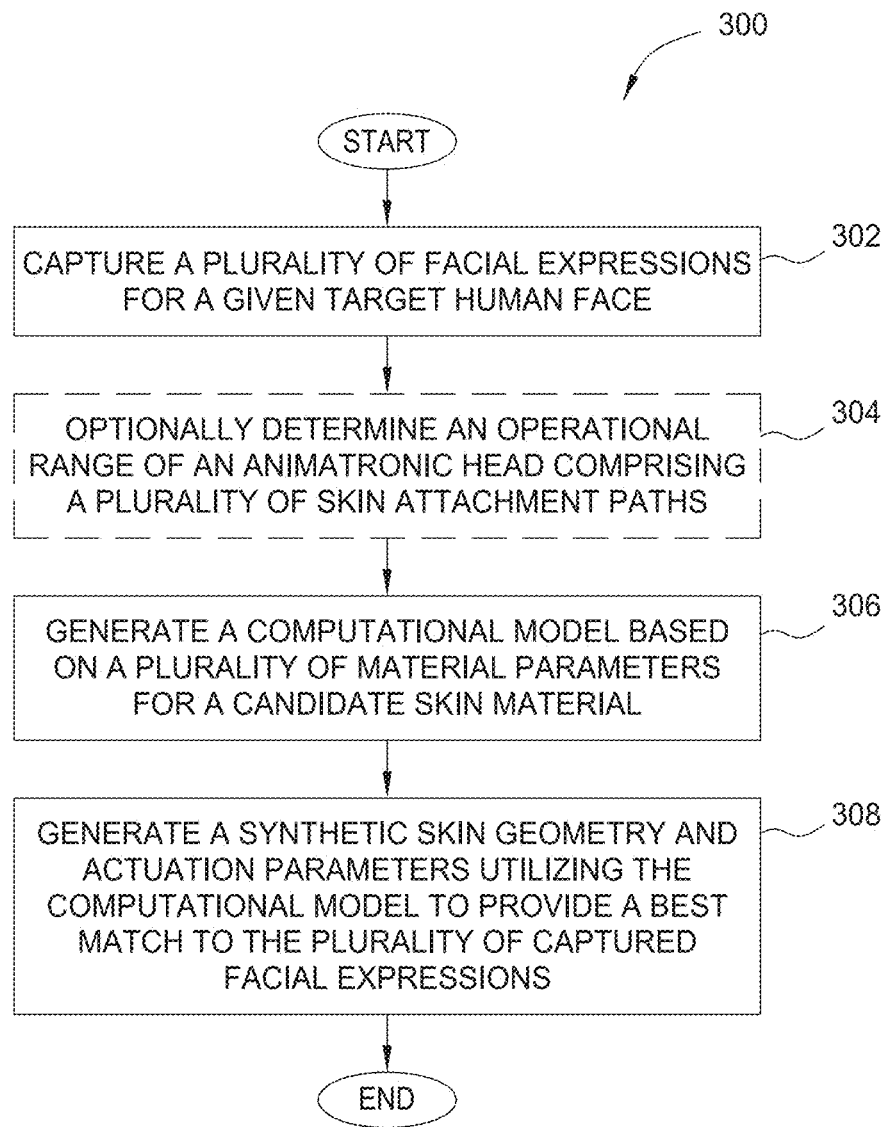 300
START
302
CAPTURE A PLURALITY OF FACIAL EXPRESSIONS
FOR A GIVEN TARGET HUMAN FACE
304
OPTIONALLY DETERMINE AN OPERATIONAL
RANGE OF AN ANIMATRONIC HEAD COMPRISING
A PLURALITY OF SKIN ATTACHMENT PATHS
306
GENERATE A COMPUTATIONAL MODEL BASED
ON A PLURALITY OF MATERIAL PARAMETERS
FOR A CANDIDATE SKIN MATERIAL
308
GENERATE A SYNTHETIC SKIN GEOMETRY AND
ACTUATION PARAMETERS UTILIZING THE
COMPUTATIONAL MODEL TO PROVIDE A BEST
MATCH TO THE PLURALITY OF CAPTURED
FACIAL EXPRESSIONS
END